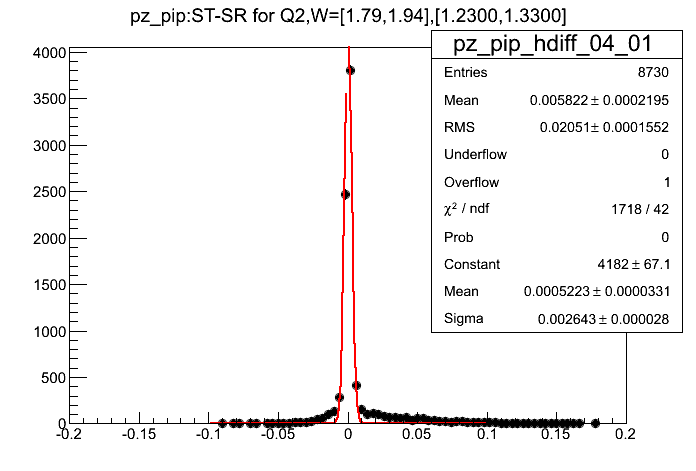 pz_pip:ST-SR for Q2,W=[1.79,1.94],[1.2300,1.3300]
pz_pip_hdiff_04_01
Entries 8730
Mean 0.005822 ± 0.0002195
RMS 0.02051 ± 0.0001552
Underflow 0
Overflow 1
χ² / ndf 1718 / 42
Prob 0
Constant 4182 ± 67.1
Mean 0.0005223 ± 0.0000331
Sigma 0.002643 ± 0.000028
4000
3500
3000
2500
2000
1500
1000
500
0
-0.2 -0.15 -0.1 -0.05 0 0.05 0.1 0.15 0.2